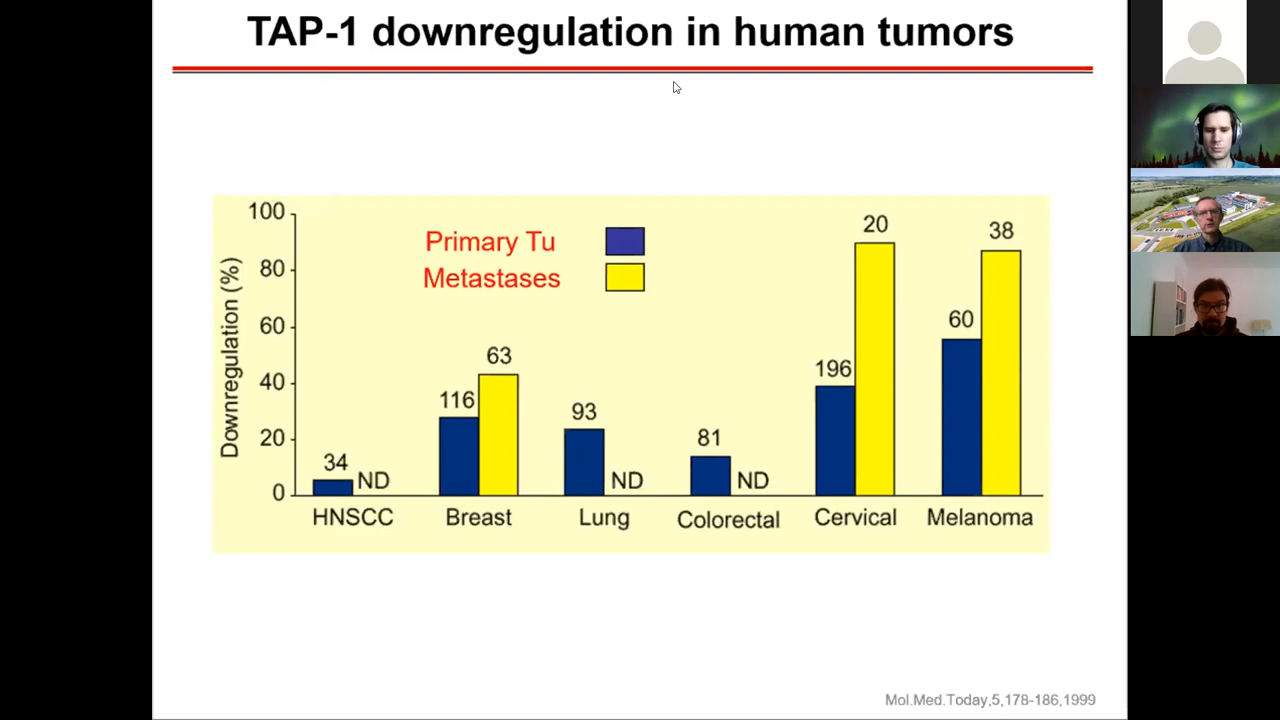 TAP-1 downregulation in human tumors
Primary Tu
Metastases
Downregulation (%)
100
80
60
40
20
0
34
ND
116
63
93
ND
81
ND
196
20
60
38
HNSCC
Breast
Lung
Colorectal
Cervical
Melanoma
Mol.Med.Today,5,178-186,1999